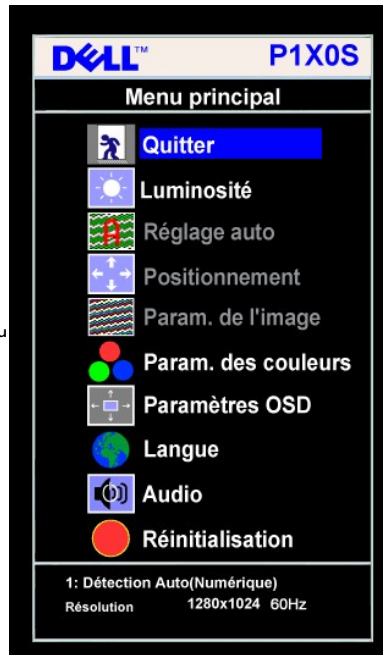 DELL™ P1X0S
Menu principal
Quitter
Luminosité
Réglage auto
Positionnement
Param. de l'image
u
Param. des couleurs
Paramètres OSD
Langue
Audio
Réinitialisation
1: Détection Auto(Numérique)
Résolution 1280x1024 60Hz